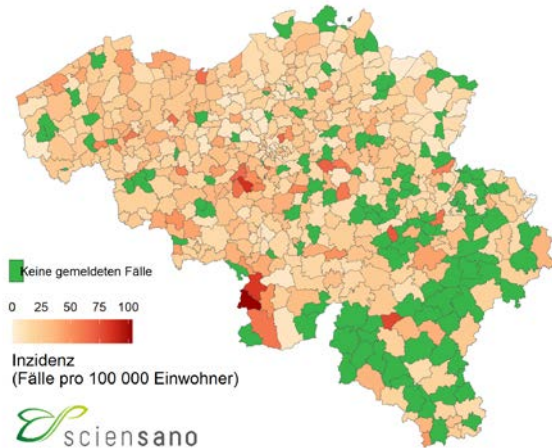 Keine gemeldeten Fälle
0 25 50 75 100
Inzidenz
(Fälle pro 100 000 Einwohner)
sciensano